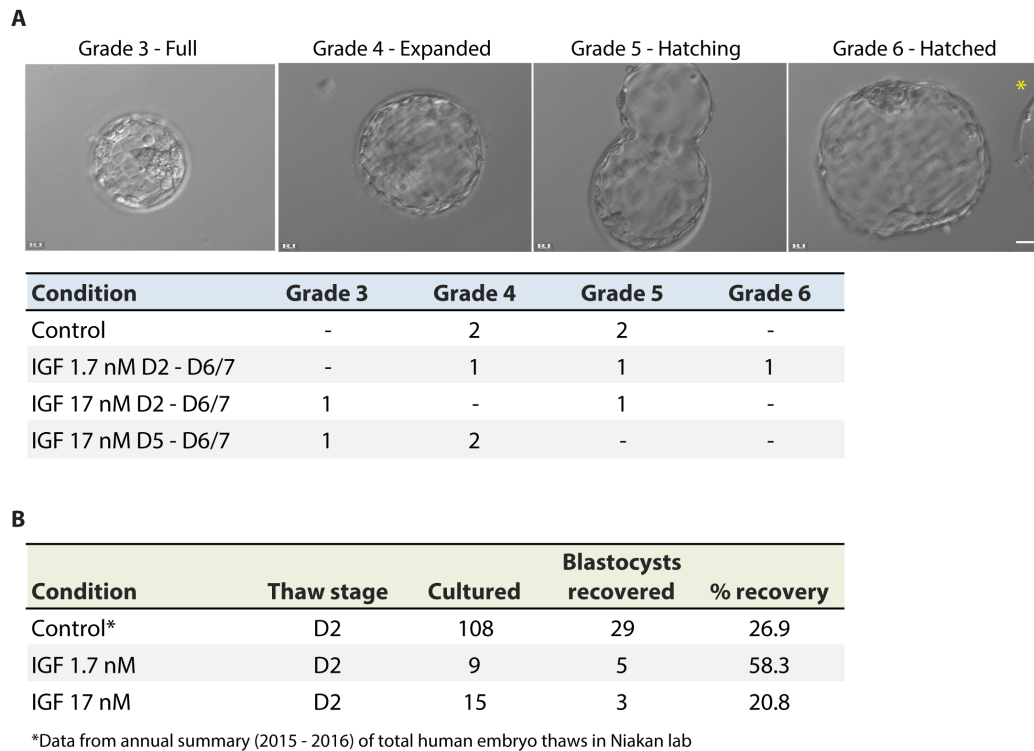 A
Grade 3 - Full Grade 4 - Expanded Grade 5 - Hatching Grade 6 - Hatched
*
RI RI RI RI
Condition Grade 3 Grade 4 Grade 5 Grade 6
Control - 2 2 -
IGF 1.7 nM D2 - D6/7 - 1 1 1
IGF 17 nM D2 - D6/7 1 - 1 -
IGF 17 nM D5 - D6/7 1 2 - -
B
Blastocysts
Condition Thaw stage Cultured recovered % recovery
Control* D2 108 29 26.9
IGF 1.7 nM D2 9 5 58.3
IGF 17 nM D2 15 3 20.8
*Data from annual summary (2015 - 2016) of total human embryo thaws in Niakan lab